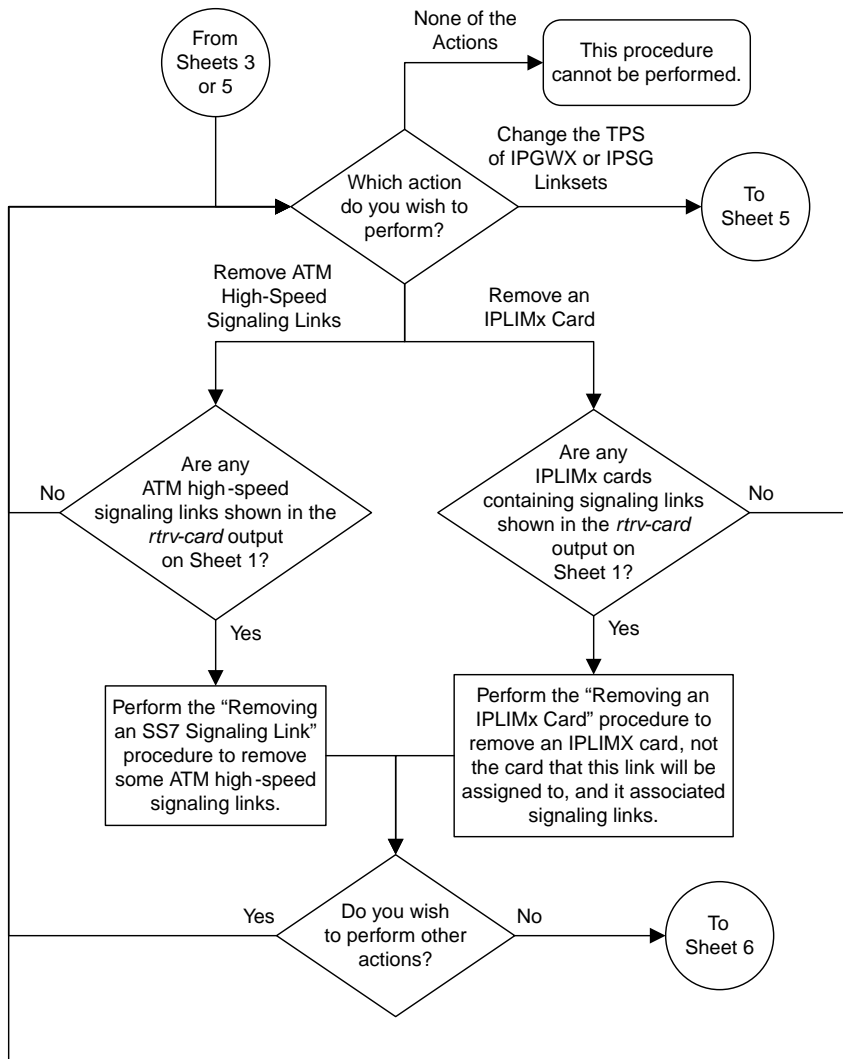 From
Sheets 3
or 5
None of the
Actions
This procedure
cannot be performed.
Change the TPS
of IPGWX or IPSG
Linksets
Which action
do you wish to
perform?
To
Sheet 5
Remove ATM
High-Speed
Signaling Links
Remove an
IPLIMx Card
No
Are any
ATM high-speed
signaling links shown in the
rtrv-card output
on Sheet 1?
Are any
IPLIMx cards
containing signaling links
shown in the rtrv-card
output on
Sheet 1?
No
Yes
Yes
Perform the “Removing
an SS7 Signaling Link”
procedure to remove
some ATM high-speed
signaling links.
Perform the “Removing an
IPLIMx Card” procedure to
remove an IPLIMX card, not
the card that this link will be
assigned to, and it associated
signaling links.
Yes
Do you wish
to perform other
actions?
No
To
Sheet 6